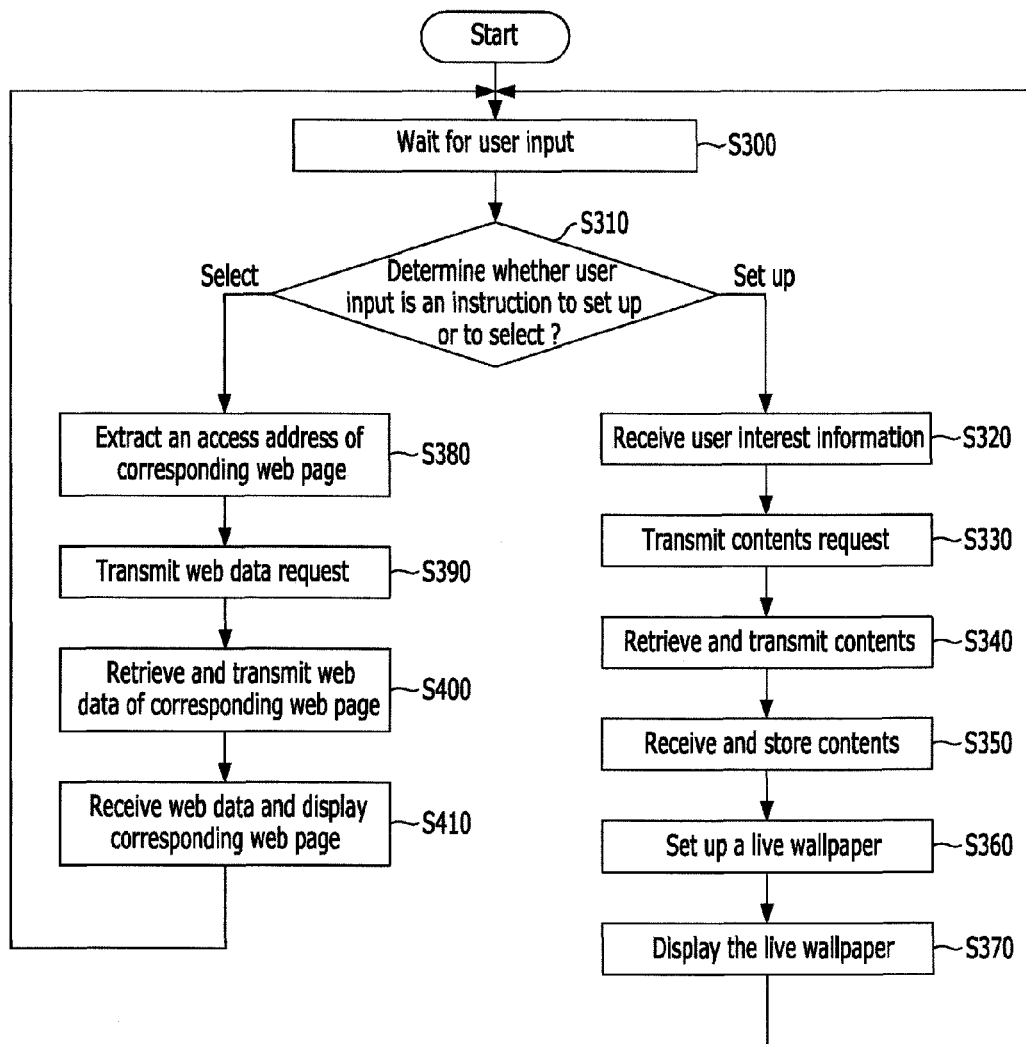 Start
Wait for user input
S300
S310
Select
Determine whether user
input is an instruction to set up
or to select ?
Set up
Extract an access address of
corresponding web page
S380
Transmit web data request
S390
Retrieve and transmit web
data of corresponding web page
S400
Receive web data and display
corresponding web page
S410
Receive user interest information
S320
Transmit contents request
S330
Retrieve and transmit contents
S340
Receive and store contents
S350
Set up a live wallpaper
S360
Display the live wallpaper
S370